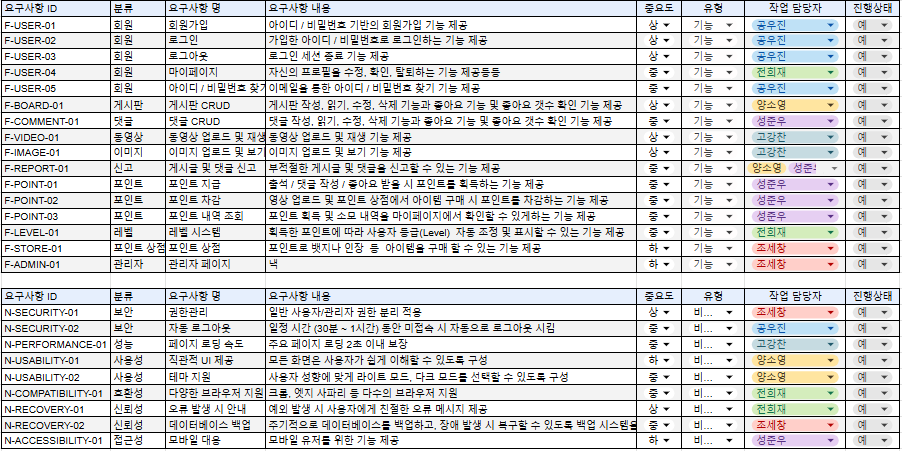 요구사항 ID 분류 요구사항 명 요구사항 내용 중요도 유형 작업 담당자 진행상태
F-USER-01 회원 회원가입 아이디 / 비밀번호 기반의 회원가입 기능 제공 상 기능 공우진 예
F-USER-02 회원 로그인 가입한 아이디 / 비밀번호로 로그인하는 기능 제공 상 기능 공우진 예
F-USER-03 회원 로그아웃 로그인 세션 종료 기능 제공 상 기능 공우진 예
F-USER-04 회원 마이페이지 자신의 프로필을 수정, 확인, 탈퇴하는 기능 제공등등 중 기능 전희재 예
F-USER-05 회원 아이디 / 비밀번호 찾기 이메일을 통한 아이디 / 비밀번호 찾기 기능 제공 중 기능 공우진 예
F-BOARD-01 게시판 게시판 CRUD 게시판 작성, 읽기, 수정, 삭제 기능과 좋아요 기능 및 좋아요 갯수 확인 기능 제공 상 기능 양소영 예
F-COMMENT-01 댓글 댓글 CRUD 댓글 작성, 읽기, 수정, 삭제 기능과 좋아요 기능 및 좋아요 갯수 확인 기능 제공 중 기능 성준우 예
F-VIDEO-01 동영상 동영상 업로드 및 재생 동영상 업로드 및 재생 기능 제공 상 기능 고강찬 예
F-IMAGE-01 이미지 이미지 업로드 및 보기 이미지 업로드 및 보기 기능 제공 상 기능 고강찬 예
F-REPORT-01 신고 게시글 및 댓글 신고 부적절한 게시글 및 댓글을 신고할 수 있는 기능 제공 중 기능 양소영 성준우 예
F-POINT-01 포인트 포인트 지급 출석 / 댓글 작성 / 좋아요 받을 시 포인트를 획득하는 기능 제공 중 기능 성준우 예
F-POINT-02 포인트 포인트 차감 영상 업로드 및 포인트 상점에서 아이템 구매 시 포인트를 차감하는 기능 제공 중 기능 성준우 예
F-POINT-03 포인트 포인트 내역 조회 포인트 획득 및 소모 내역을 마이페이지에서 확인할 수 있게하는 기능 제공 중 기능 성준우 예
F-LEVEL-01 레벨 레벨 시스템 획득한 포인트에 따라 사용자 등급(Level) 자동 조정 및 표시할 수 있는 기능 제공 중 기능 전희재 예
F-STORE-01 포인트 상점 포인트 상점 포인트로 뱃지나 인장 등 아이템을 구매 할 수 있는 기능 제공 하 기능 조세창 예
F-ADMIN-01 관리자 관리자 페이지 낵 하 기능 조세창 예
요구사항 ID 분류 요구사항 명 요구사항 내용 중요도 유형 작업 담당자 진행상태
N-SECURITY-01 보안 권한관리 일반 사용자/관리자 권한 분리 적용 상 비... 조세창 예
N-SECURITY-02 보안 자동 로그아웃 일정 시간 (30분 ~ 1시간) 동안 미접속 시 자동으로 로그아웃 시킴 중 비... 공우진 예
N-PERFORMANCE-01 성능 페이지 로딩 속도 주요 페이지 로딩 2초 이내 보장 중 비... 고강찬 예
N-USABILITY-01 사용성 직관적 UI 제공 모든 화면은 사용자가 쉽게 이해할 수 있도록 구성 하 비... 양소영 예
N-USABILITY-02 사용성 테마 지원 사용자 성향에 맞게 라이트 모드, 다크 모드를 선택할 수 있도록 구성 중 비... 양소영 예
N-COMPATIBILITY-01 호환성 다양한 브라우저 지원 크롬, 엣지 사파리 등 다수의 브라우저 지원 중 비... 전희재 예
N-RECOVERY-01 신뢰성 오류 발생 시 안내 예외 발생 시 사용자에게 친절한 오류 메시지 제공 상 비... 전희재 예
N-RECOVERY-02 신뢰성 데이터베이스 백업 주기적으로 데이터베이스를 백업하고, 장애 발생 시 복구할 수 있도록 백업 시스템을 중 비... 조세창 예
N-ACCESSIBILITY-01 접근성 모바일 대응 모바일 유저를 위한 기능 제공 하 비... 성준우 예